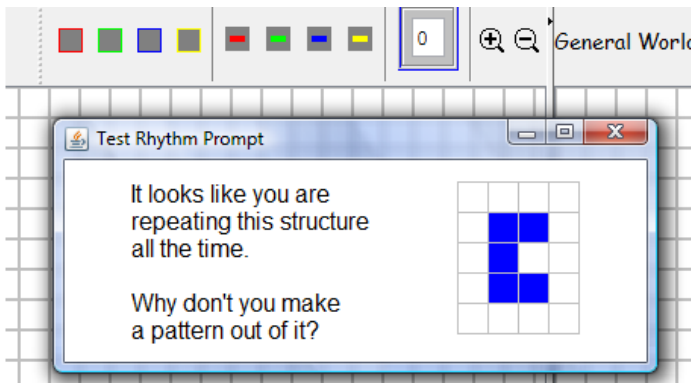 0
General World
Test Rhythm Prompt
It looks like you are
repeating this structure
all the time.
Why don't you make
a pattern out of it?